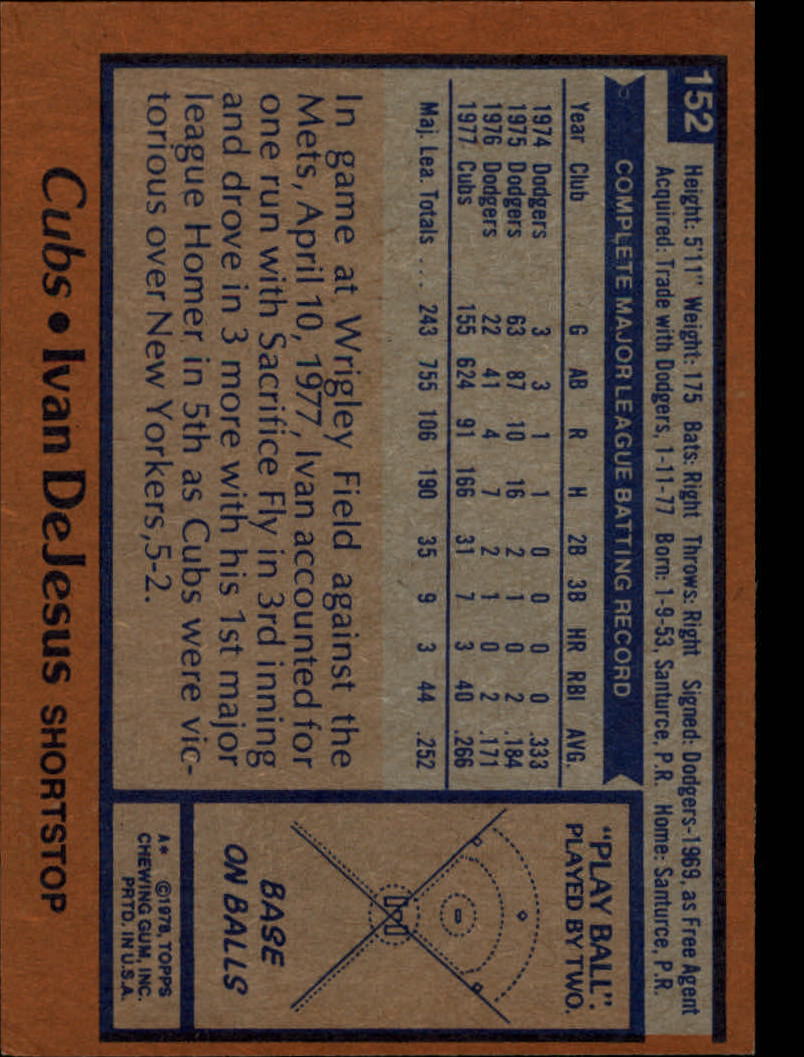 152
Height: 5'11" Weight: 175 Bats: Right Throws: Right Signed: Dodgers-1969, as Free Agent
Acquired: Trade with Dodgers, 1-11-77 Born: 1-9-53, Santurce, P.R. Home: Santurce, P.R.
COMPLETE MAJOR LEAGUE BATTING RECORD
Year Club G AB R H 2B 3B HR RBI AVG.
1974 Dodgers 3 3 1 1 0 0 0 0 .333
1975 Dodgers 63 87 10 16 2 1 0 2 .184
1976 Dodgers 22 41 4 7 2 1 0 2 .171
1977 Cubs 155 624 91 166 31 7 3 40 .266
Maj. Lea. Totals ... 243 755 106 190 35 9 3 44 .252
In game at Wrigley Field against the
Mets, April 10, 1977, Ivan accounted for
one run with Sacrifice Fly in 3rd inning
and drove in 3 more with his 1st major
league Homer in 5th as Cubs were vic-
torious over New Yorkers, 5-2.
"PLAY BALL":
PLAYED BY TWO.
BASE
ON BALLS
A* ©1978, TOPPS
CHEWING GUM, INC.
PRTD. IN U.S.A.
Cubs • Ivan DeJesus SHORTSTOP